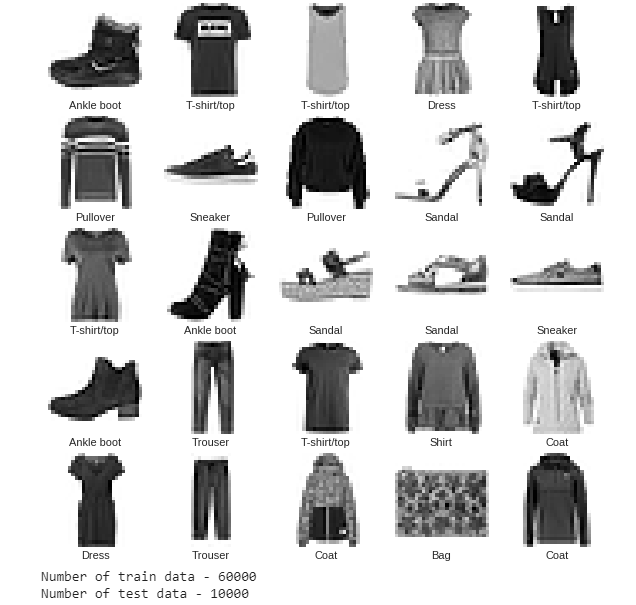 Ankle boot
T-shirt/top
T-shirt/top
Dress
T-shirt/top
Pullover
Sneaker
Pullover
Sandal
Sandal
T-shirt/top
Ankle boot
Sandal
Sandal
Sneaker
Ankle boot
Trouser
T-shirt/top
Shirt
Coat
Dress
Trouser
Coat
Bag
Coat
Number of train data - 60000
Number of test data - 10000